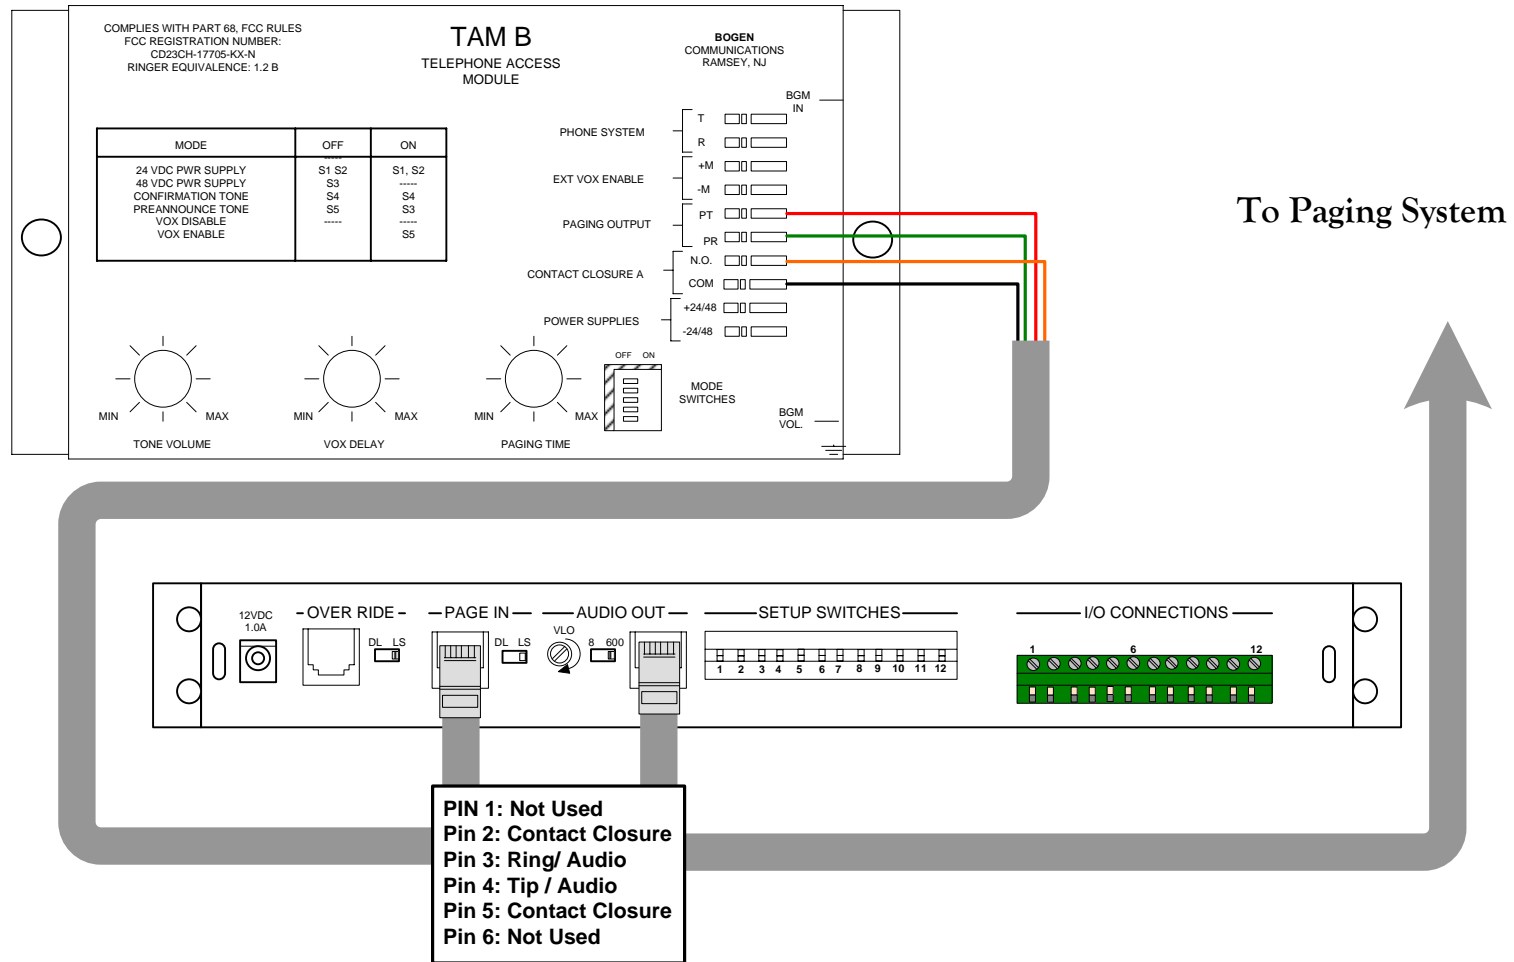 COMPLIES WITH PART 68, FCC RULES
FCC REGISTRATION NUMBER:
CD23CH-17705-KX-N
RINGER EQUIVALENCE: 1.2 B
TAM B
TELEPHONE ACCESS
MODULE
BOGEN
COMMUNICATIONS
RAMSEY, NJ
BGM
IN
MODE OFF ON
-----
24 VDC PWR SUPPLY S1 S2 S1, S2
48 VDC PWR SUPPLY S3 -----
CONFIRMATION TONE S4 S4
PREANNOUNCE TONE S5 S3
VOX DISABLE ----- -----
VOX ENABLE S5
PHONE SYSTEM
T
R
EXT VOX ENABLE
+M
-M
PAGING OUTPUT
PT
PR
CONTACT CLOSURE A
N.O.
COM
POWER SUPPLIES
+24/48
-24/48
To Paging System
MIN MAX
TONE VOLUME
MIN MAX
VOX DELAY
MIN MAX
PAGING TIME
OFF ON
MODE
SWITCHES
BGM
VOL.
12VDC
1.0A
OVER RIDE
DL LS
PAGE IN
DL LS
AUDIO OUT
VLO
8 600
SETUP SWITCHES
1 2 3 4 5 6 7 8 9 10 11 12
I/O CONNECTIONS
1 6 12
PIN 1: Not Used
Pin 2: Contact Closure
Pin 3: Ring/ Audio
Pin 4: Tip / Audio
Pin 5: Contact Closure
Pin 6: Not Used